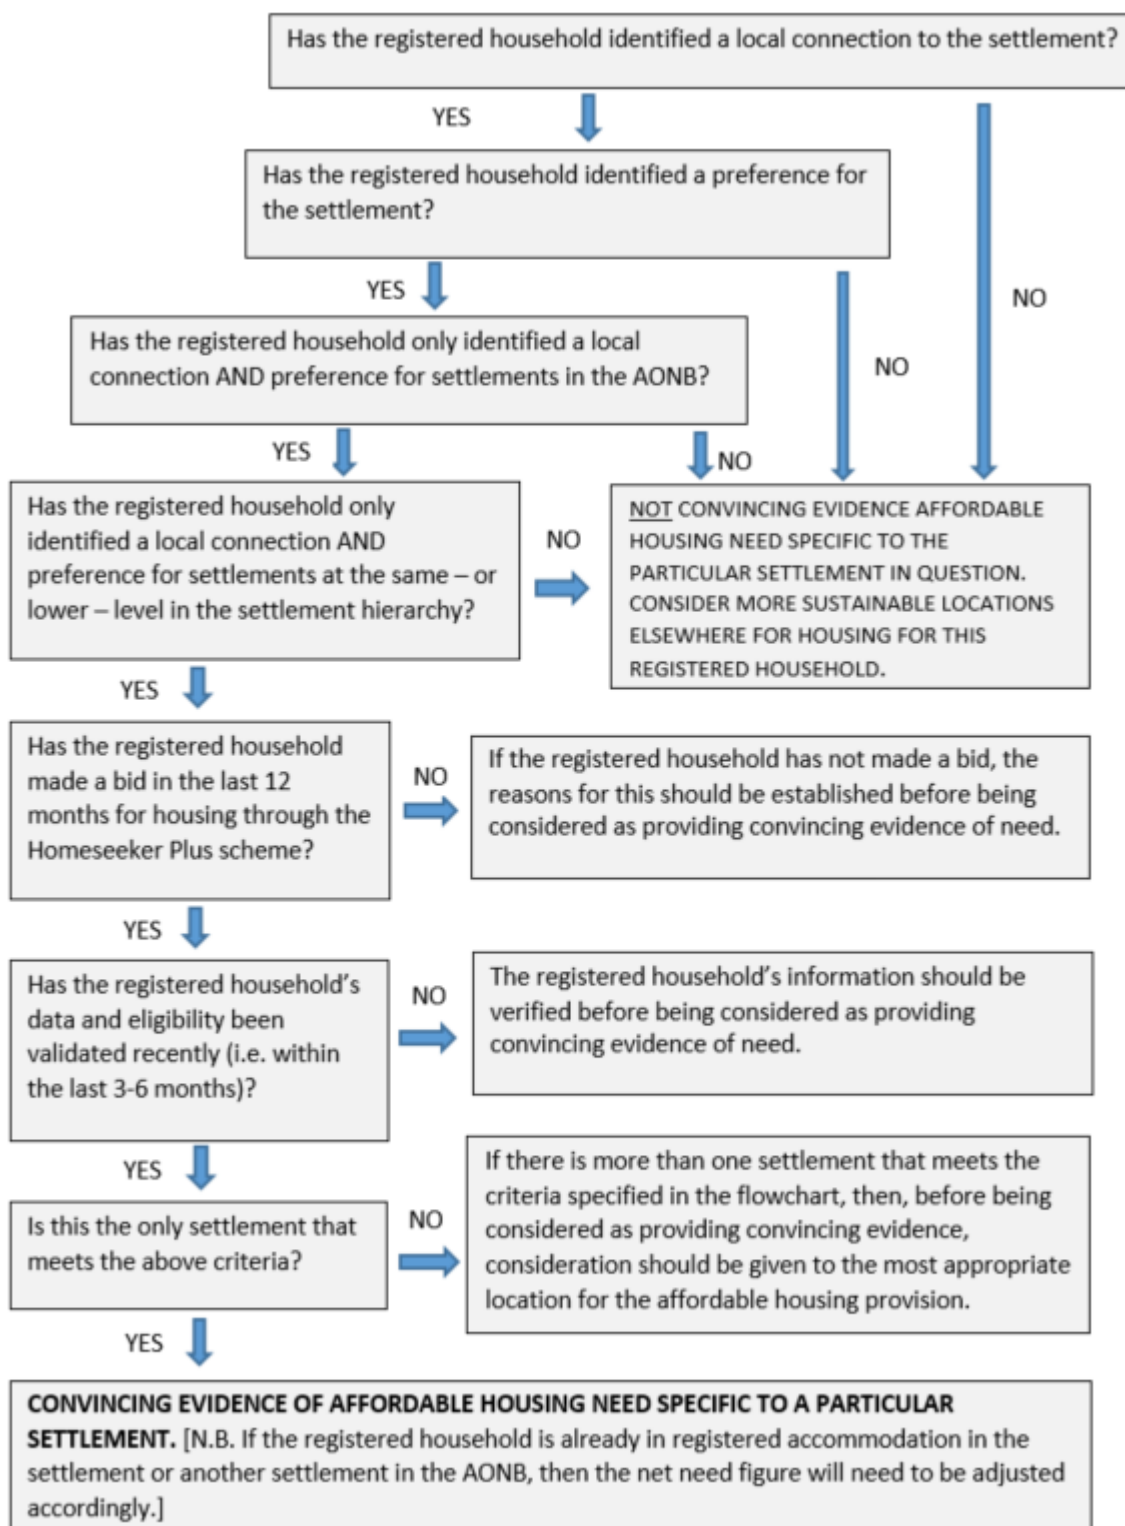 Has the registered household identified a local connection to the settlement?
YES
Has the registered household identified a preference for
the settlement?
YES
NO
Has the registered household only identified a local
connection AND preference for settlements in the AONB?
NO
YES
NO
Has the registered household only
identified a local connection AND
preference for settlements at the same – or
lower – level in the settlement hierarchy?
NO
NOT CONVINCING EVIDENCE AFFORDABLE
HOUSING NEED SPECIFIC TO THE
PARTICULAR SETTLEMENT IN QUESTION.
CONSIDER MORE SUSTAINABLE LOCATIONS
ELSEWHERE FOR HOUSING FOR THIS
REGISTERED HOUSEHOLD.
YES
Has the registered household
made a bid in the last 12
months for housing through the
Homeseeker Plus scheme?
NO
If the registered household has not made a bid, the
reasons for this should be established before being
considered as providing convincing evidence of need.
YES
Has the registered household’s
data and eligibility been
validated recently (i.e. within
the last 3-6 months)?
NO
The registered household’s information should be
verified before being considered as providing
convincing evidence of need.
YES
Is this the only settlement that
meets the above criteria?
NO
If there is more than one settlement that meets the
criteria specified in the flowchart, then, before being
considered as providing convincing evidence,
consideration should be given to the most appropriate
location for the affordable housing provision.
YES
CONVINCING EVIDENCE OF AFFORDABLE HOUSING NEED SPECIFIC TO A PARTICULAR
SETTLEMENT. [N.B. If the registered household is already in registered accommodation in the
settlement or another settlement in the AONB, then the net need figure will need to be adjusted
accordingly.]